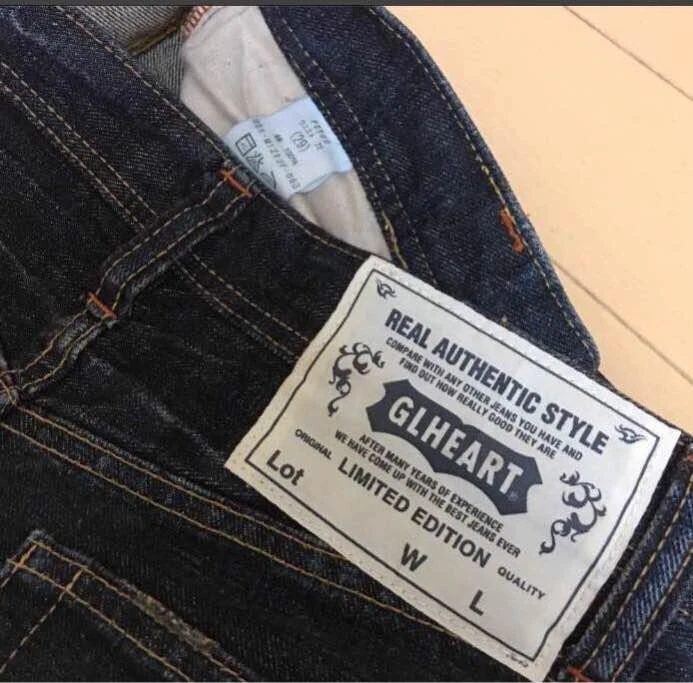 REAL AUTHENTIC STYLE
COMPARE WITH ANY OTHER JEANS YOU HAVE AND
FIND OUT HOW REALLY GOOD THEY ARE
GLHEART
AFTER MANY YEARS OF EXPERIENCE
WE HAVE COME UP WITH THE BEST JEANS EVER
ORIGINAL LIMITED EDITION QUALITY
Lot W L
(29)
100%